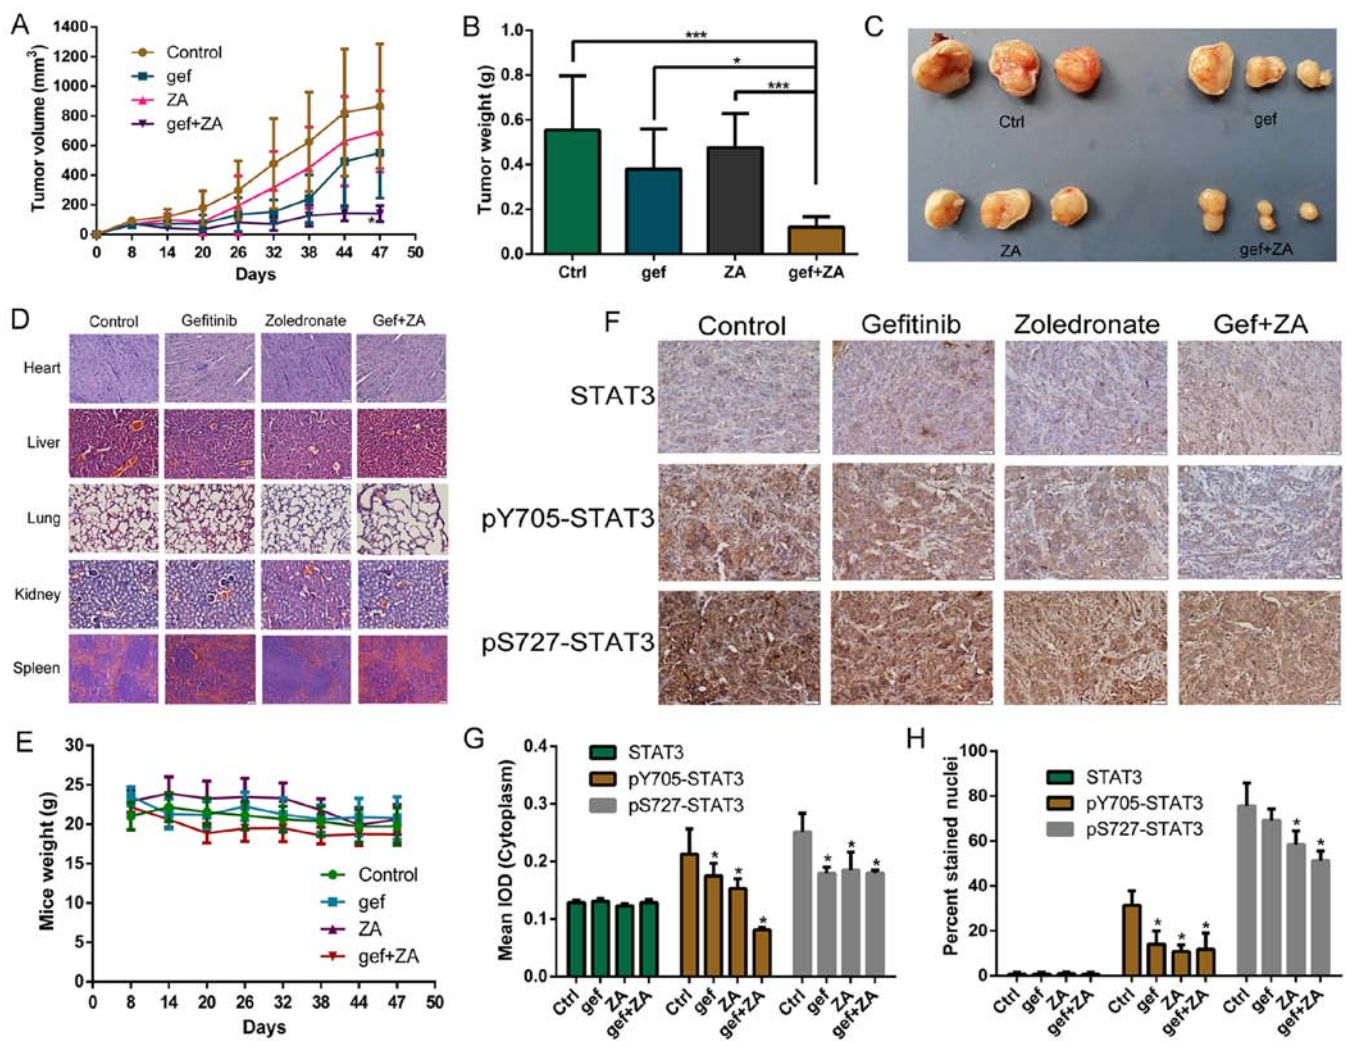 A
Tumor volume (mm³)
1400
1200
1000
800
600
400
200
0
Control
gef
ZA
gef+ZA
*
0 8 14 20 26 32 38 44 47 50
Days
B
Tumor weight (g)
1.0
0.8
0.6
0.4
0.2
0.0
***
*
***
Ctrl gef ZA gef+ZA
C
Ctrl gef
ZA gef+ZA
D
Control Gefitinib Zoledronate Gef+ZA
Heart
Liver
Lung
Kidney
Spleen
F
Control Gefitinib Zoledronate Gef+ZA
STAT3
pY705-STAT3
pS727-STAT3
E
Mice weight (g)
30
25
20
15
10
5
0
Control
gef
ZA
gef+ZA
0 8 14 20 26 32 38 44 47 50
Days
G
Mean IOD (Cytoplasm)
0.4
0.3
0.2
0.1
0.0
STAT3
pY705-STAT3
pS727-STAT3
* * * * * *
Ctrl gef ZA gef+ZA Ctrl gef ZA gef+ZA Ctrl gef ZA gef+ZA
H
Percent stained nuclei
100
80
60
40
20
0
STAT3
pY705-STAT3
pS727-STAT3
* * * * *
Ctrl gef ZA gef+ZA Ctrl gef ZA gef+ZA Ctrl gef ZA gef+ZA